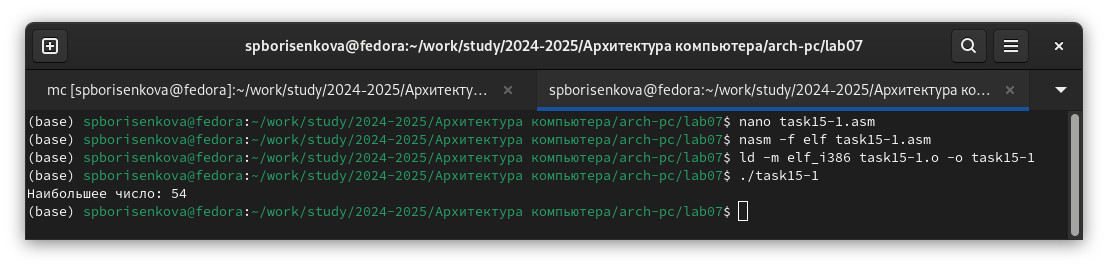 spborisenkova@fedora:~/work/study/2024-2025/Архитектура компьютера/arch-pc/lab07
mc [spborisenkova@fedora]:~/work/study/2024-2025/Архитекту...
spborisenkova@fedora:~/work/study/2024-2025/Архитектура ко...
(base) spborisenkova@fedora:~/work/study/2024-2025/Архитектура компьютера/arch-pc/lab07$ nano task15-1.asm
(base) spborisenkova@fedora:~/work/study/2024-2025/Архитектура компьютера/arch-pc/lab07$ nasm -f elf task15-1.asm
(base) spborisenkova@fedora:~/work/study/2024-2025/Архитектура компьютера/arch-pc/lab07$ ld -m elf_i386 task15-1.o -o task15-1
(base) spborisenkova@fedora:~/work/study/2024-2025/Архитектура компьютера/arch-pc/lab07$ ./task15-1
Наибольшее число: 54
(base) spborisenkova@fedora:~/work/study/2024-2025/Архитектура компьютера/arch-pc/lab07$